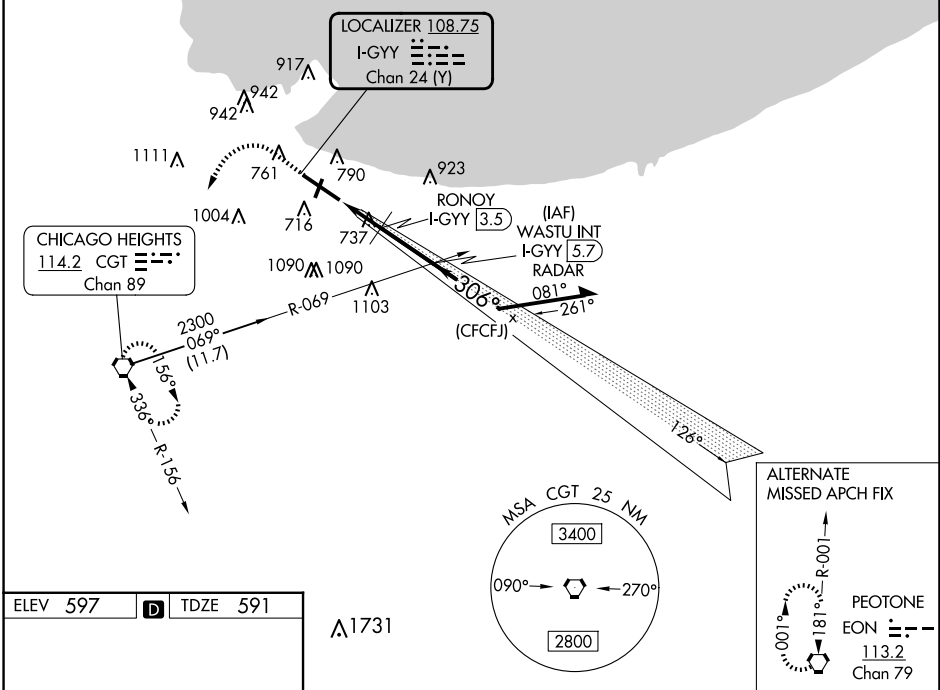 LOCALIZER 108.75
I-GYY
Chan 24 (Y)
917
942
942
1111
761
790
923
1004
716
737
RONOY
I-GYY 3.5
(IAF)
WASTU INT
I-GYY 5.7
RADAR
CHICAGO HEIGHTS
114.2 CGT
Chan 89
1090
1090
1103
R-069
306°
081°
261°
(CFCFJ)
x
2300
069°
(11.7)
156°
336°
R-156
126°
MSA CGT 25 NM
3400
090°
270°
2800
ALTERNATE
MISSED APCH FIX
R-001
001°
181°
PEOTONE
EON
113.2
Chan 79
ELEV 597 D TDZE 591
1731